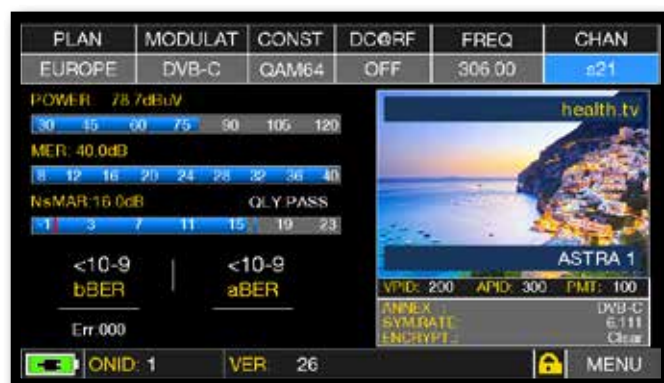 PLAN MODULAT CONST DC@RF FREQ CHAN
EUROPE DVB-C QAM64 OFF 306.00 s21
POWER: 78.7dBuV
30 45 60 75 90 105 120
MER: 40.0dB
8 12 16 20 24 28 32 36 40
NsMAR:16.0dB QLY:PASS
-1 3 7 11 15 19 23
<10-9 <10-9
bBER aBER
Err:000
health.tv
ASTRA 1
VPID: 200 APID: 300 PMT: 100
ANNEX : DVB-C
SYM.RATE: 6,111
ENCRYPT.: Clear
ONID: 1 VER: 26 MENU